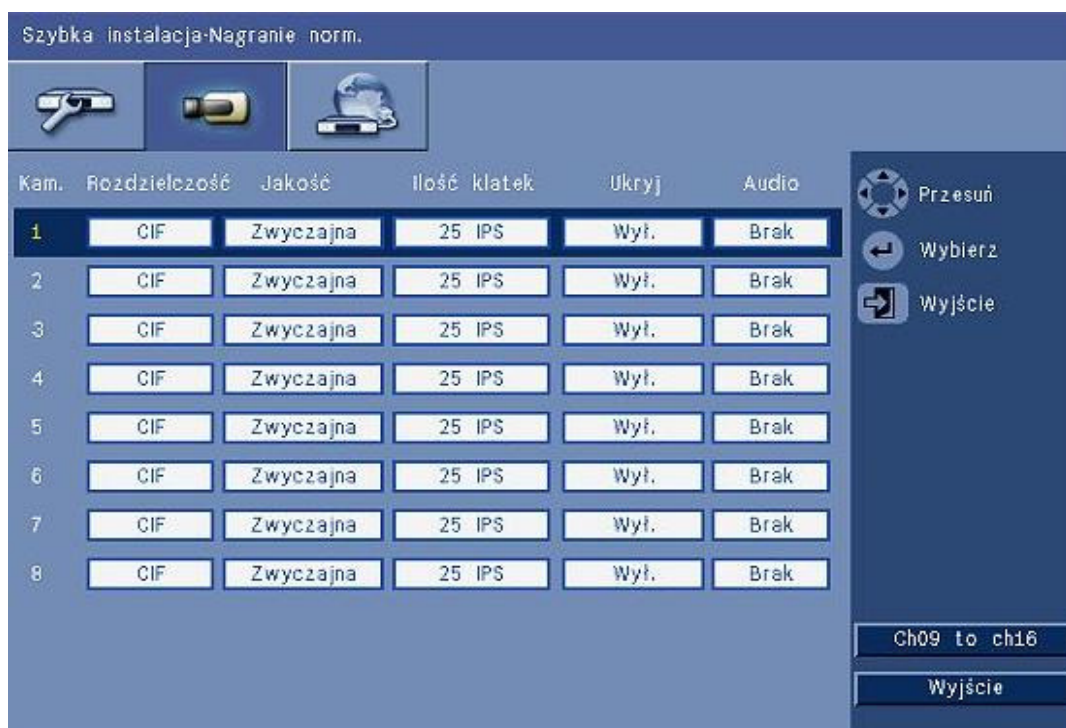 Szybka instalacja-Nagranie norm.
Kam. Rozdzielczość Jakość Ilość klatek Ukryj Audio
1 CIF Zwyczajna 25 IPS Wył. Brak
2 CIF Zwyczajna 25 IPS Wył. Brak
3 CIF Zwyczajna 25 IPS Wył. Brak
4 CIF Zwyczajna 25 IPS Wył. Brak
5 CIF Zwyczajna 25 IPS Wył. Brak
6 CIF Zwyczajna 25 IPS Wył. Brak
7 CIF Zwyczajna 25 IPS Wył. Brak
8 CIF Zwyczajna 25 IPS Wył. Brak
Przesuń
Wybierz
Wyjście
Ch09 to ch16
Wyjście